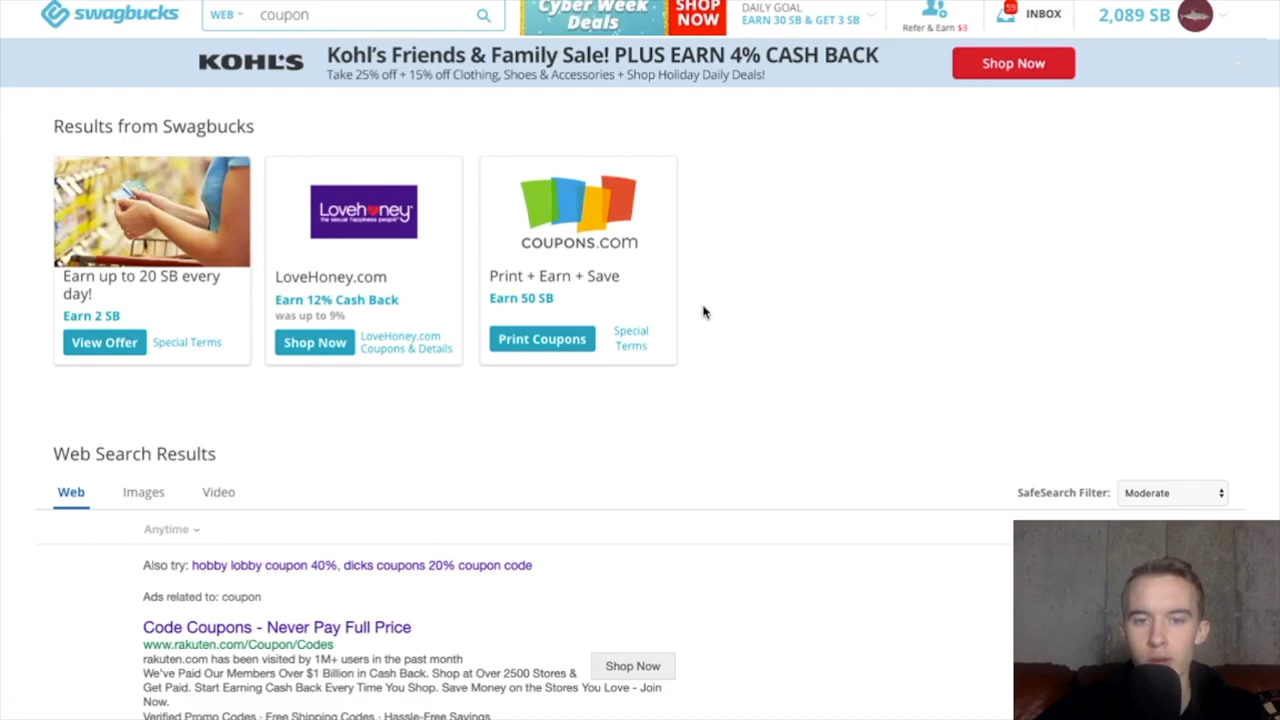 swagbucks
WEB
coupon
Cyber Week
Deals
SHOP
NOW
DAILY GOAL
EARN 30 SB & GET 3 SB
Refer & Earn $3
59
INBOX
2,089 SB
KOHL'S
Kohl's Friends & Family Sale! PLUS EARN 4% CASH BACK
Take 25% off + 15% off Clothing, Shoes & Accessories + Shop Holiday Daily Deals!
Shop Now
Results from Swagbucks
Earn up to 20 SB every
day!
Earn 2 SB
View Offer
Special Terms
Lovehoney
the sexual happiness people
LoveHoney.com
Earn 12% Cash Back
was up to 9%
Shop Now
LoveHoney.com
Coupons & Details
COUPONS.com
Print + Earn + Save
Earn 50 SB
Print Coupons
Special
Terms
Web Search Results
Web
Images
Video
SafeSearch Filter:
Moderate
Anytime
Also try: hobby lobby coupon 40%, dicks coupons 20% coupon code
Ads related to: coupon
Code Coupons - Never Pay Full Price
www.rakuten.com/Coupon/Codes
rakuten.com has been visited by 1M+ users in the past month
We've Paid Our Members Over $1 Billion in Cash Back. Shop at Over 2500 Stores &
Get Paid. Start Earning Cash Back Every Time You Shop. Save Money on the Stores You Love - Join
Now.
Verified Promo Codes · Free Shipping Codes · Hassle-Free Savings
Shop Now